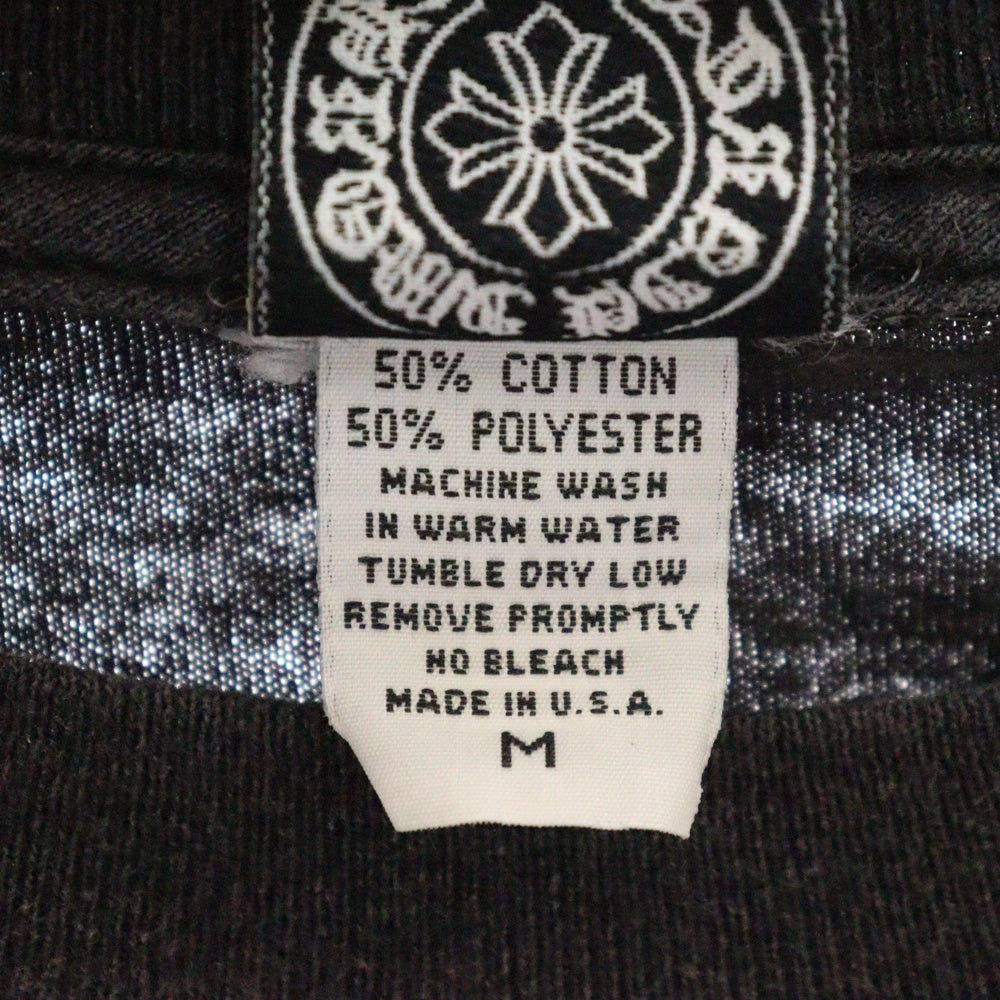 50% COTTON
50% POLYESTER
MACHINE WASH
IN WARM WATER
TUMBLE DRY LOW
REMOVE PROMPTLY
NO BLEACH
MADE IN U.S.A.
M